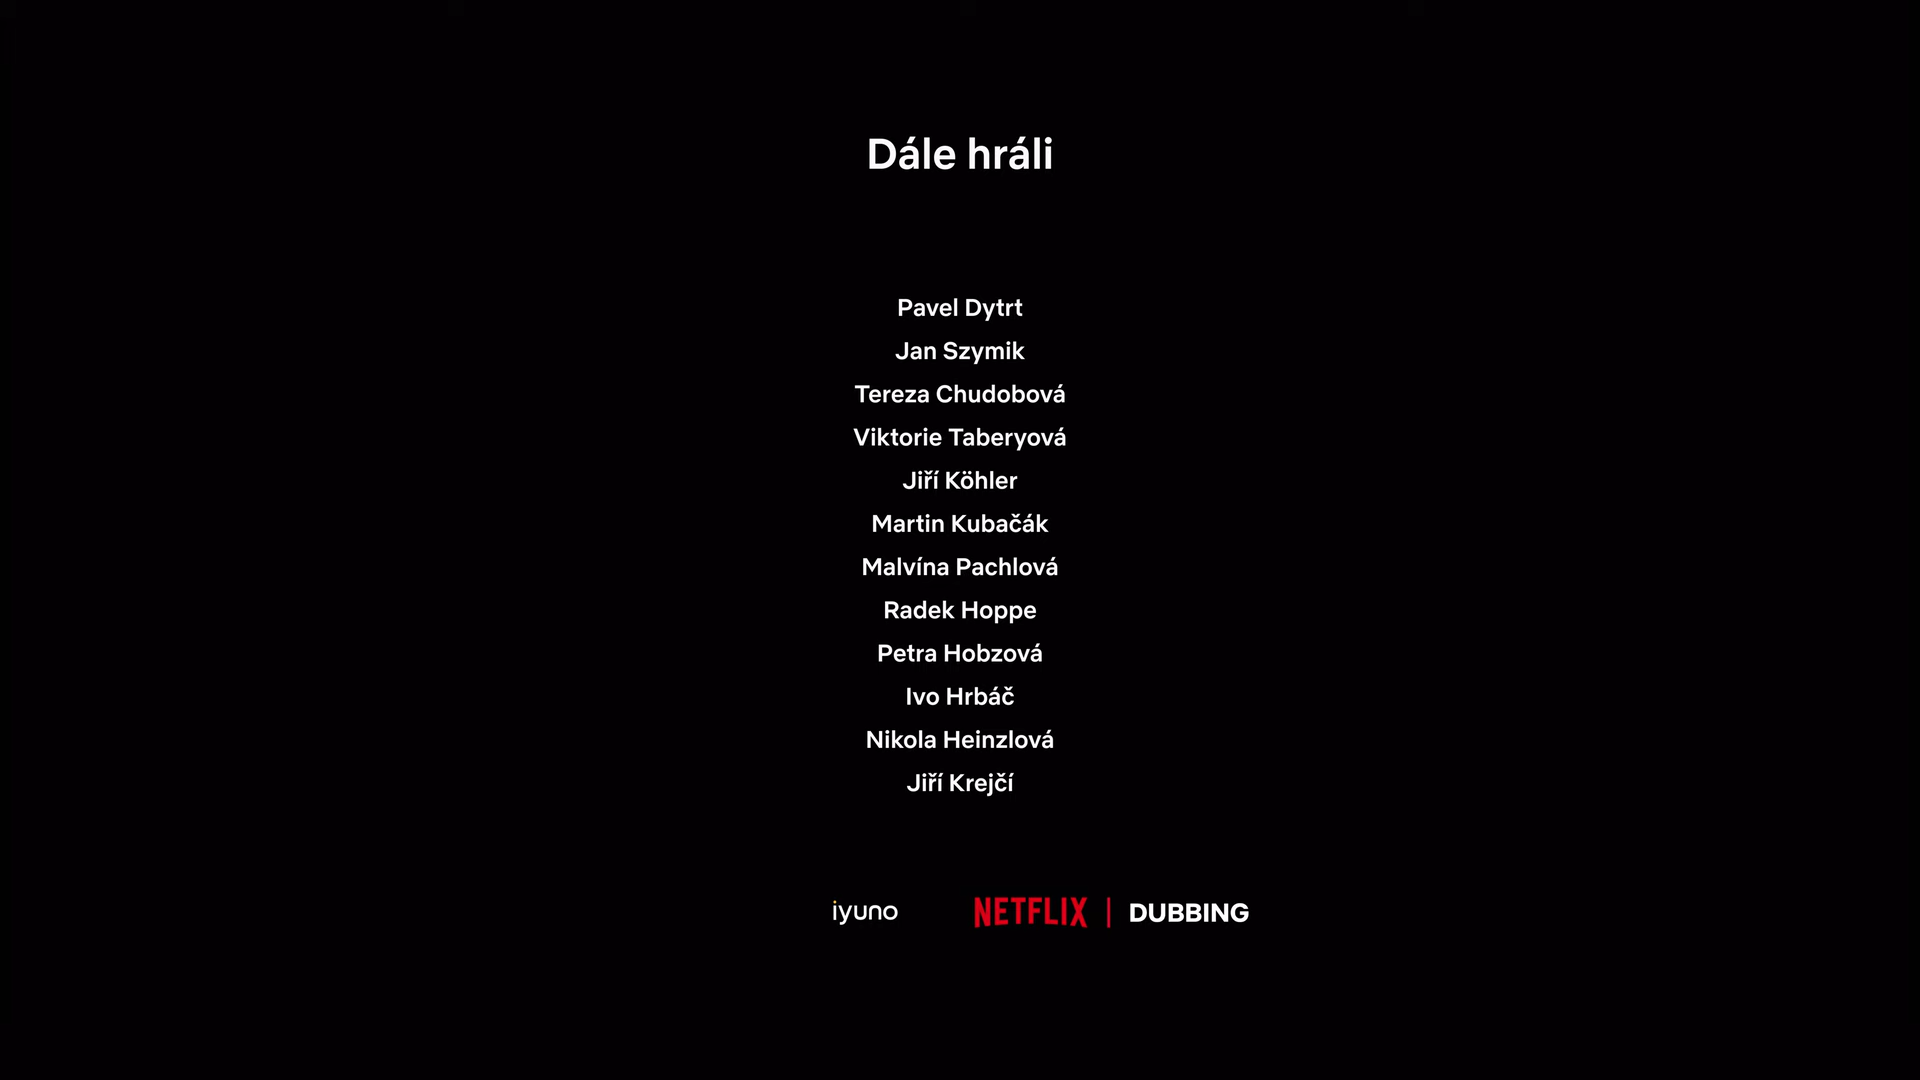 Dále hráli
Pavel Dytrt
Jan Szymik
Tereza Chudobová
Viktorie Taberyová
Jiří Köhler
Martin Kubačák
Malvína Pachlová
Radek Hoppe
Petra Hobzová
Ivo Hrbáč
Nikola Heinzlová
Jiří Krejčí
iyuno NETFLIX | DUBBING